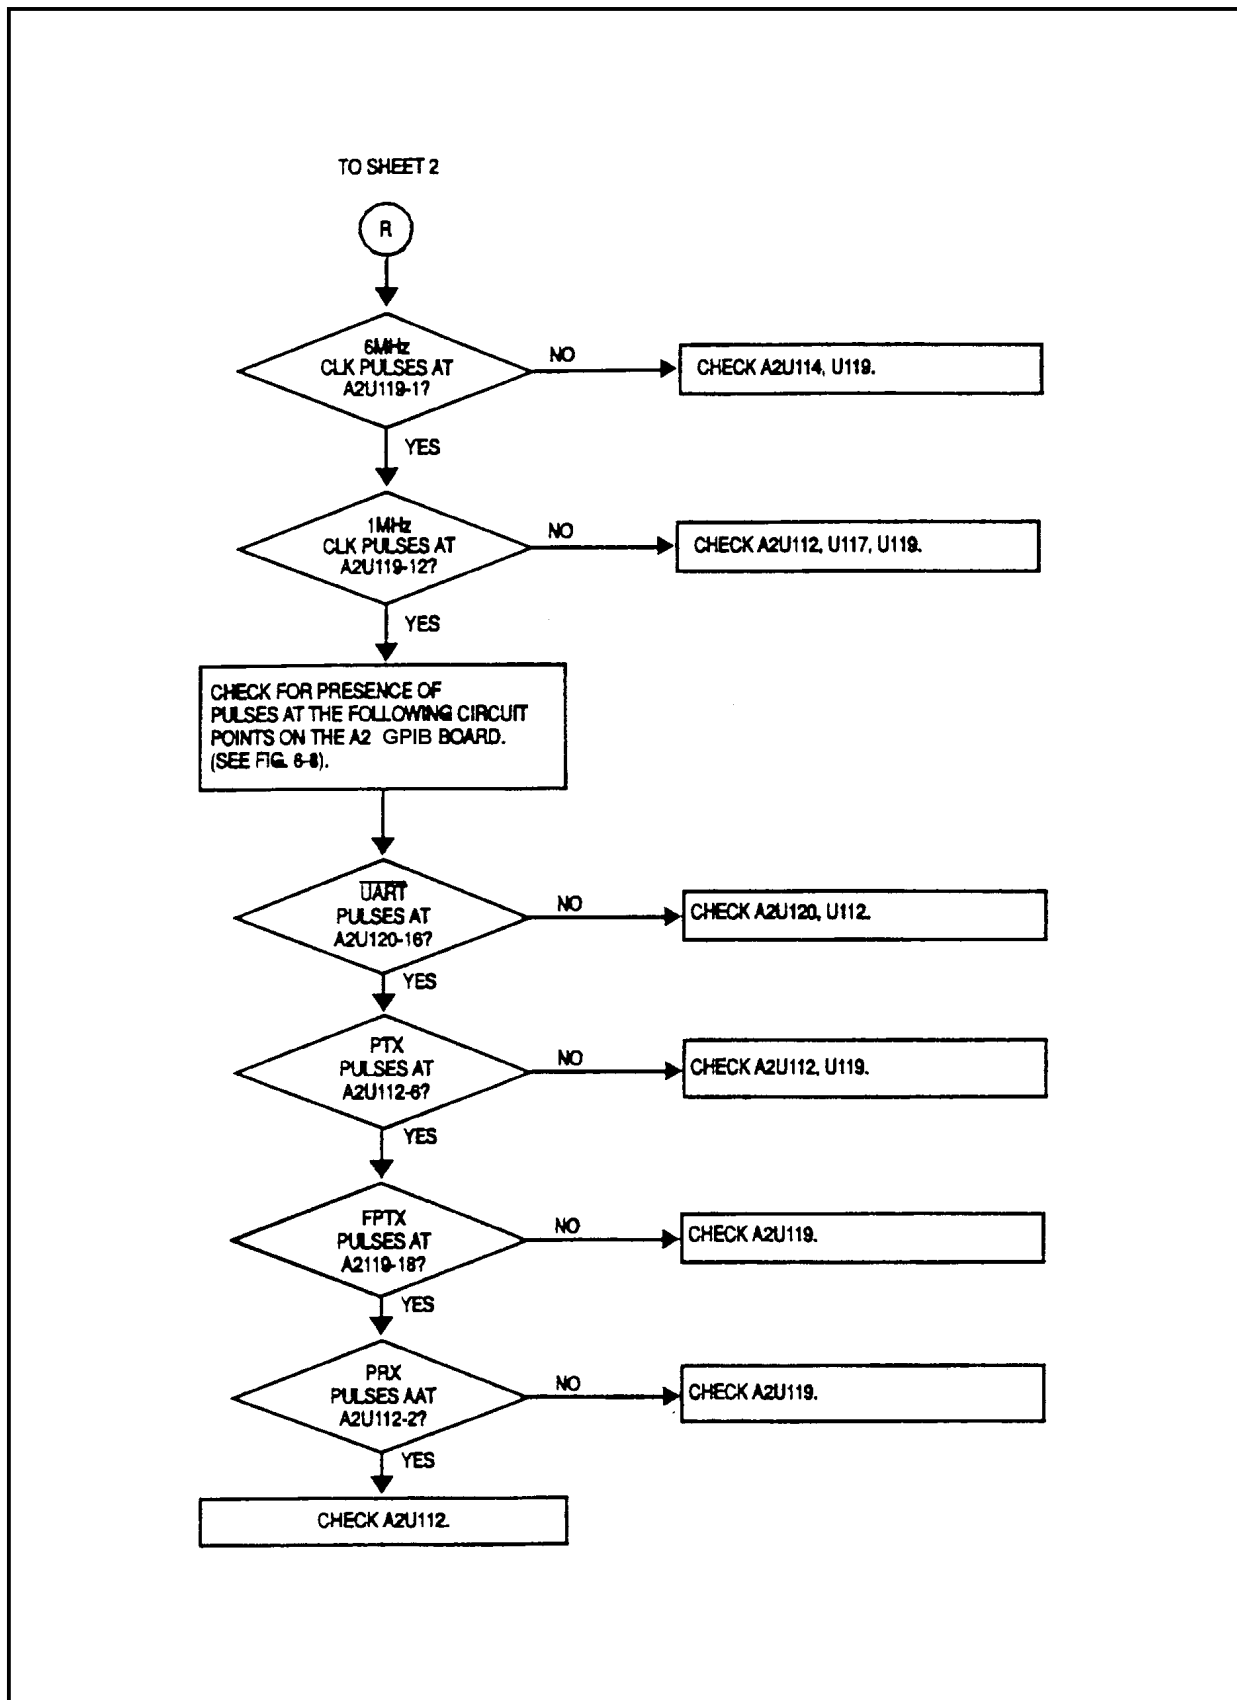 TO SHEET 2
R
6MHz
CLK PULSES AT
A2U119-1?
NO
CHECK A2U114, U119.
YES
1MHz
CLK PULSES AT
A2U119-12?
NO
CHECK A2U112, U117, U119.
YES
CHECK FOR PRESENCE OF
PULSES AT THE FOLLOWING CIRCUIT
POINTS ON THE A2 GPIB BOARD.
(SEE FIG. 6-8).
UART
PULSES AT
A2U120-16?
NO
CHECK A2U120, U112.
YES
PTX
PULSES AT
A2U112-6?
NO
CHECK A2U112, U119.
YES
FPTX
PULSES AT
A2119-18?
NO
CHECK A2U119.
YES
PRX
PULSES AAT
A2U112-2?
NO
CHECK A2U119.
YES
CHECK A2U112.